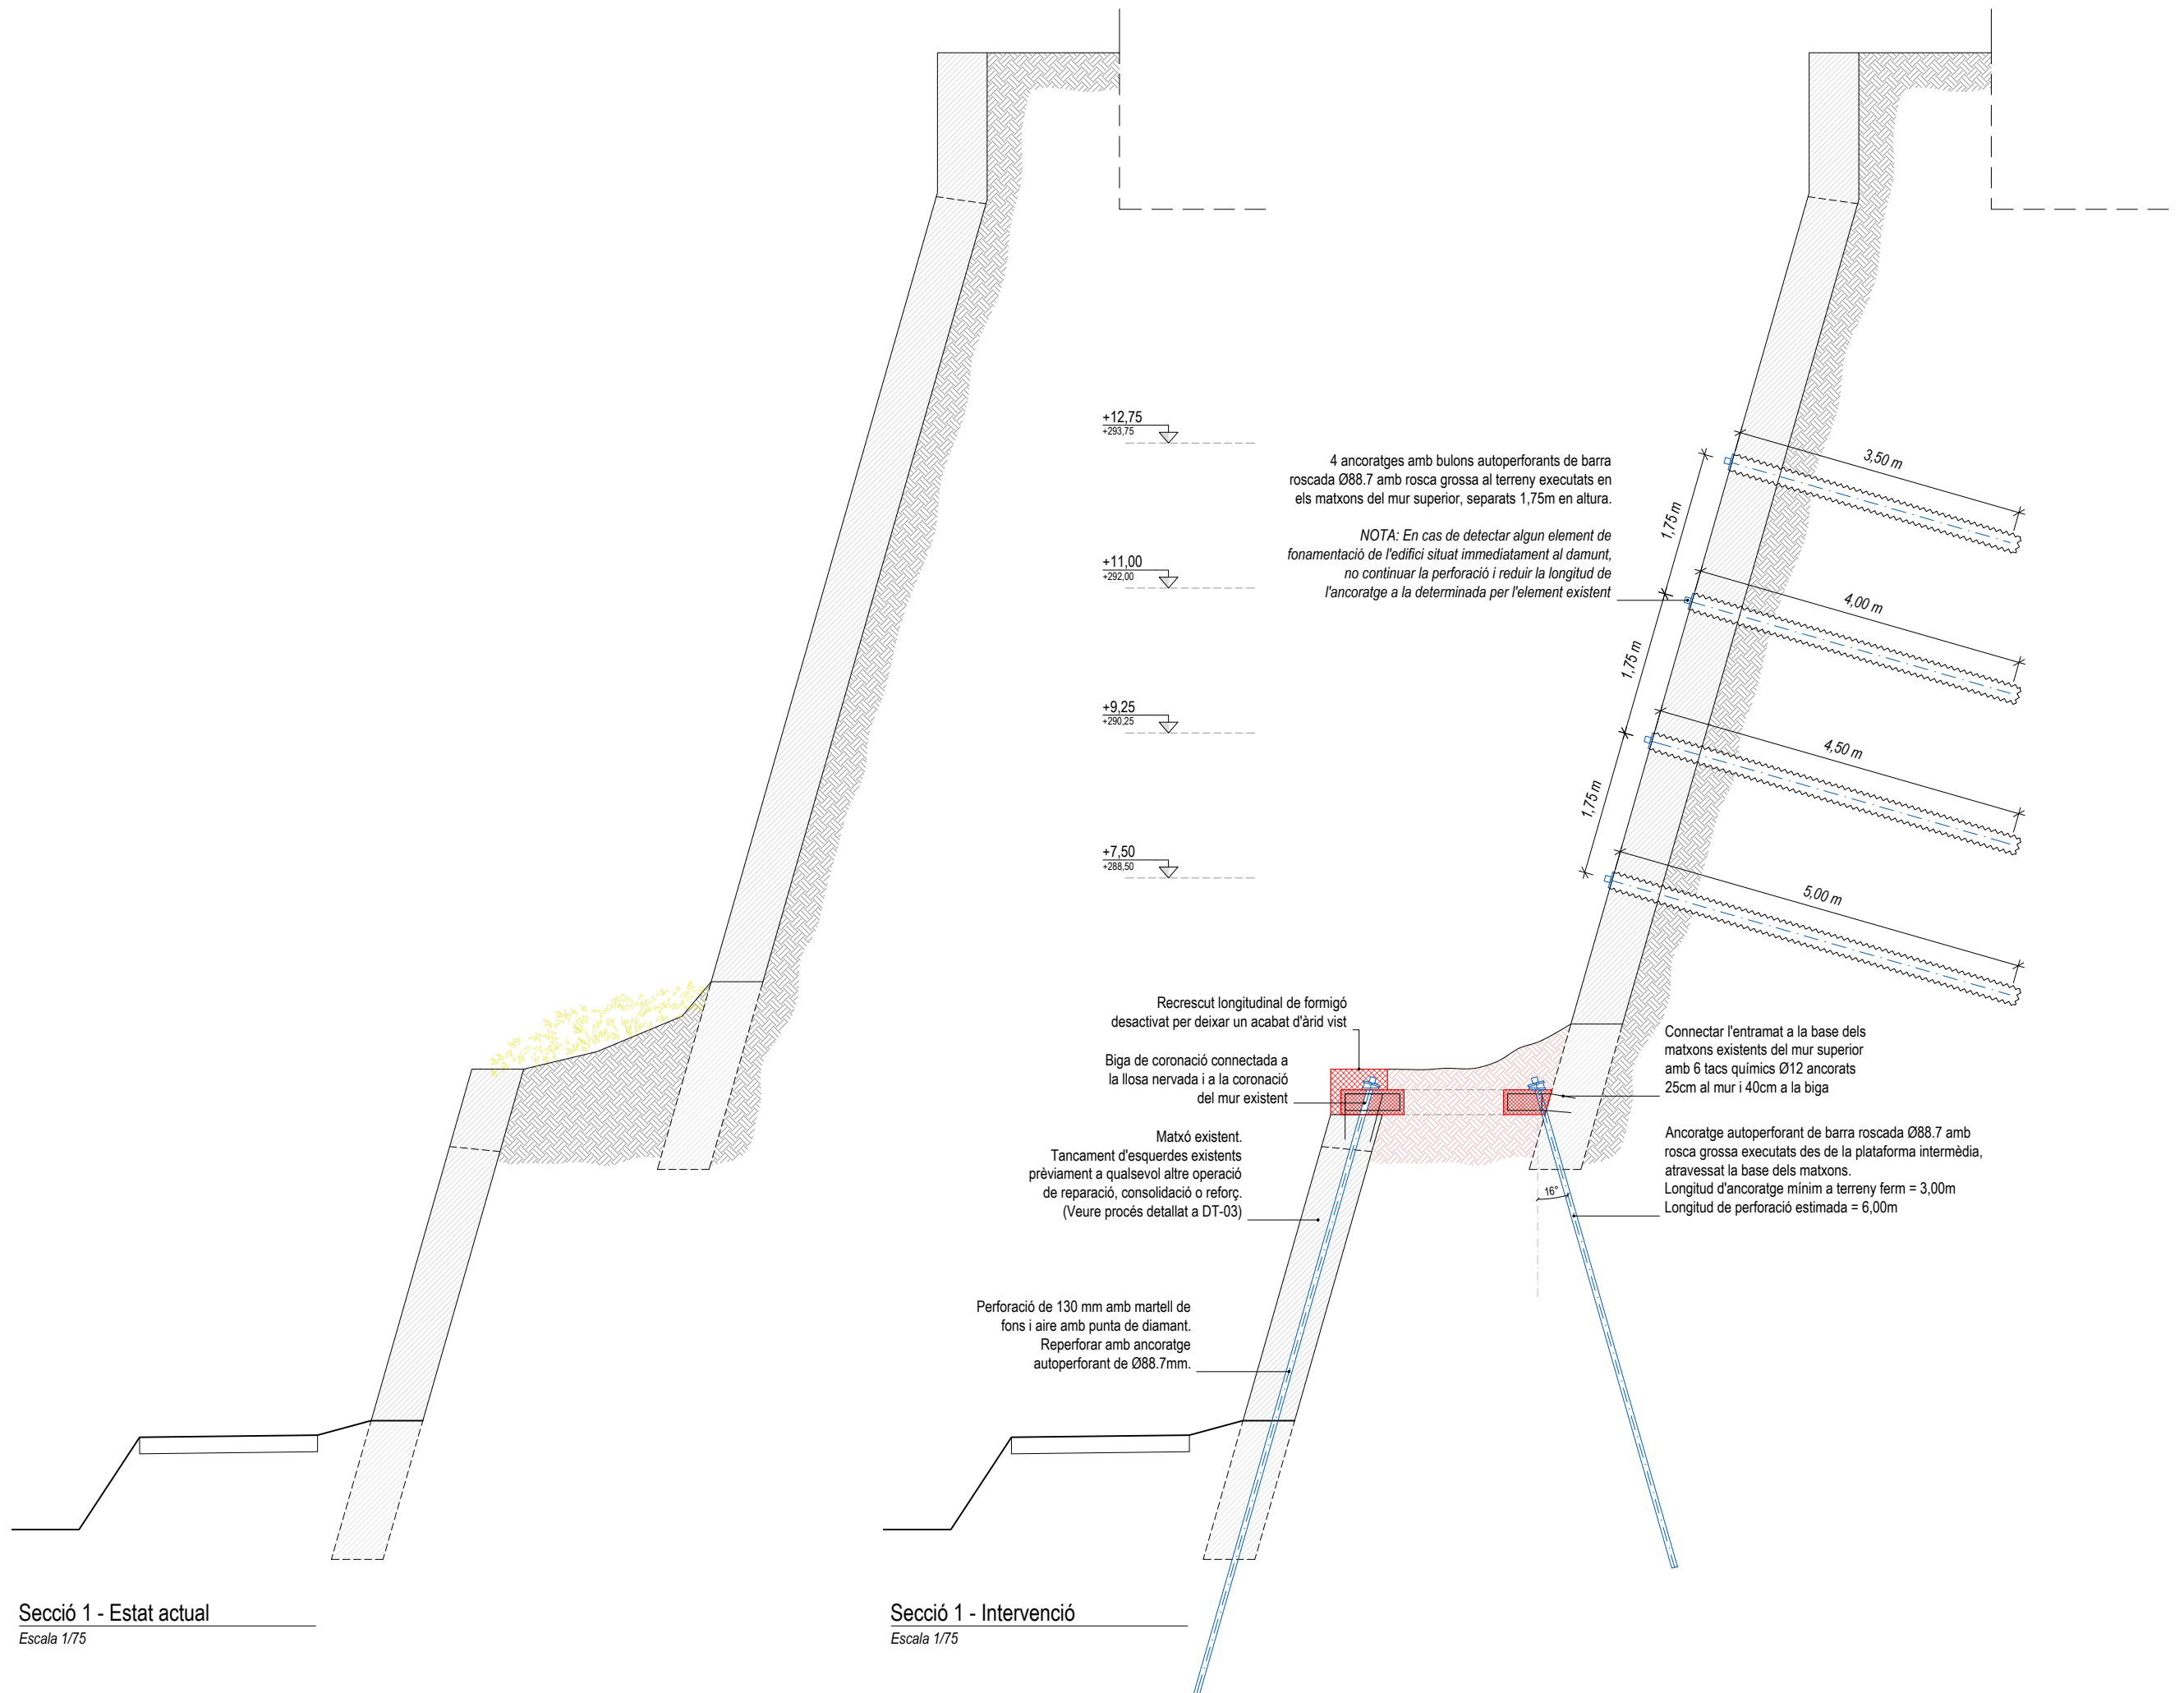 +12,75
+293,75
4 ancoratges amb bulons autoperforants de barra
roscada Ø88.7 amb rosca grossa al terreny executats en
els matxons del mur superior, separats 1,75m en altura.
NOTA: En cas de detectar algun element de
fonamentació de l'edifici situat immediatament al damunt,
no continuar la perforació i reduir la longitud de
l'ancoratge a la determinada per l'element existent
3,50 m
1,75 m
+11,00
+292,00
4,00 m
1,75 m
+9,25
+290,25
4,50 m
1,75 m
+7,50
+288,50
5,00 m
Recrescut longitudinal de formigó
desactivat per deixar un acabat d'àrid vist
Biga de coronació connectada a
la llosa nervada i a la coronació
del mur existent
Matxó existent.
Tancament d'esquerdes existents
prèviament a qualsevol altre operació
de reparació, consolidació o reforç.
(Veure procés detallat a DT-03)
Perforació de 130 mm amb martell de
fons i aire amb punta de diamant.
Reperforar amb ancoratge
autoperforant de Ø88.7mm.
Connectar l'entramat a la base dels
matxons existents del mur superior
amb 6 tacs químics Ø12 ancorats
25cm al mur i 40cm a la biga
Ancoratge autoperforant de barra roscada Ø88.7 amb
rosca grossa executats des de la plataforma intermèdia,
atravessat la base dels matxons.
Longitud d'ancoratge mínim a terreny ferm = 3,00m
Longitud de perforació estimada = 6,00m
16°
Secció 1 - Estat actual
Escala 1/75
Secció 1 - Intervenció
Escala 1/75